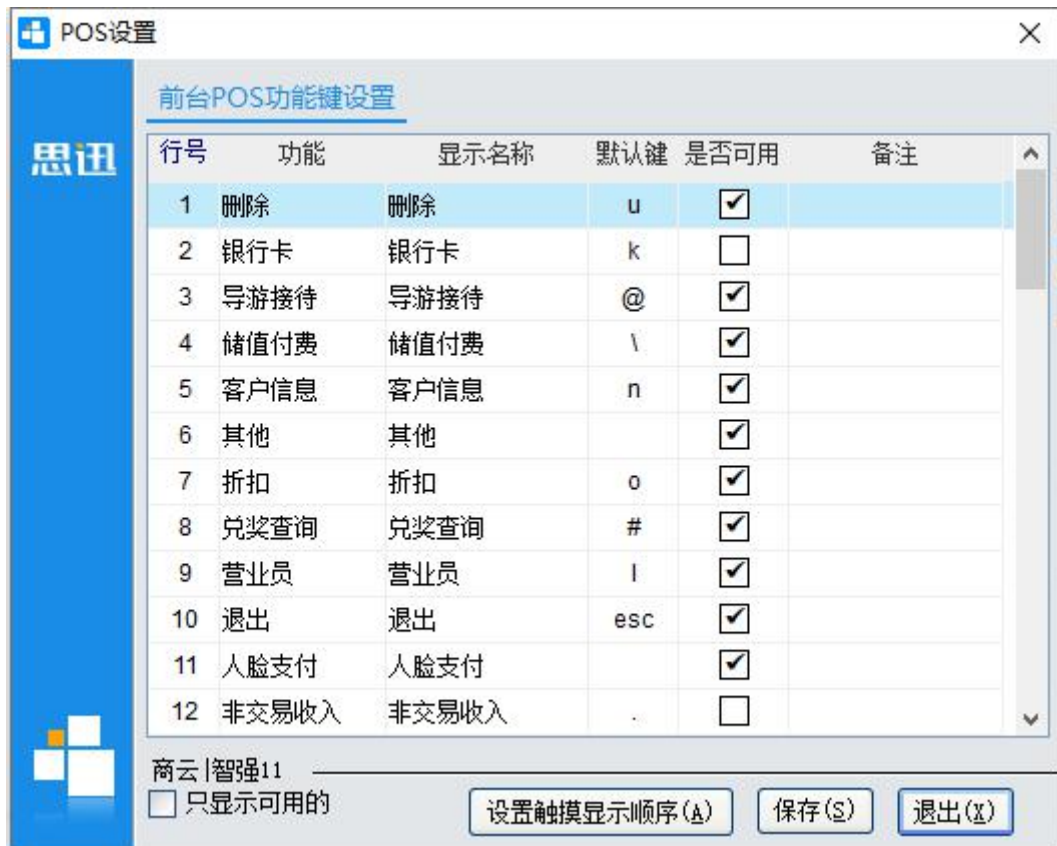 POS设置
思迅
前台POS功能键设置
行号 功能 显示名称 默认键 是否可用 备注
1 删除 删除 u
2 银行卡 银行卡 k
3 导游接待 导游接待 @
4 储值付费 储值付费 \
5 客户信息 客户信息 n
6 其他 其他
7 折扣 折扣 o
8 兑奖查询 兑奖查询 #
9 营业员 营业员 l
10 退出 退出 esc
11 人脸支付 人脸支付
12 非交易收入 非交易收入 .
商云|智强11
只显示可用的
设置触摸显示顺序(A) 保存(S) 退出(X)